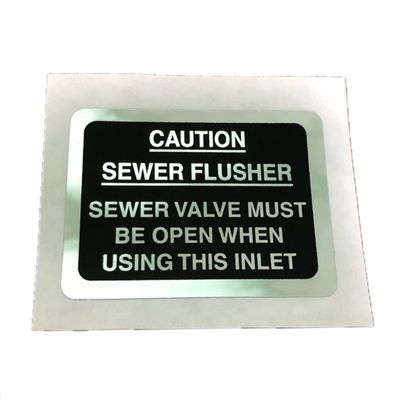 CAUTION
SEWER FLUSHER
SEWER VALVE MUST
BE OPEN WHEN
USING THIS INLET